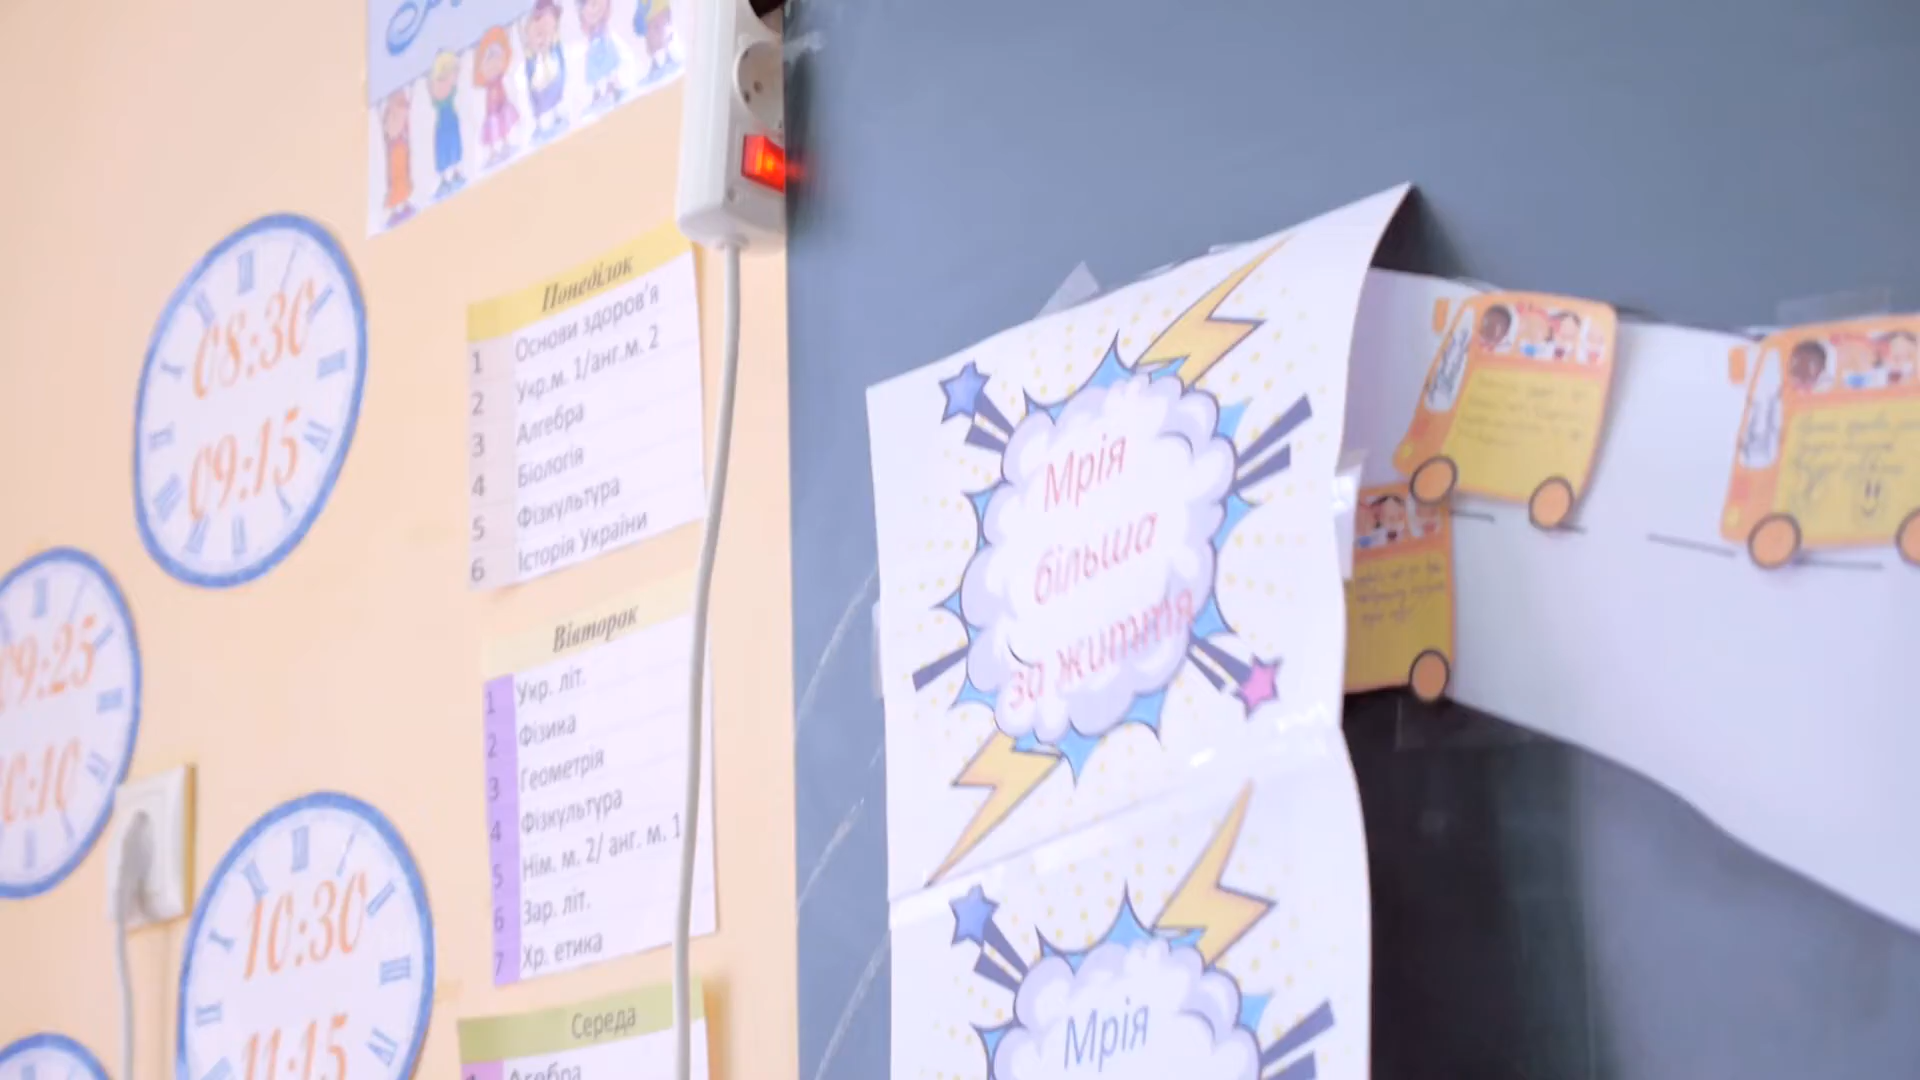 08:30
09:15
09:25
10:30
11:15
Понеділок
1 Основи здоров'я
2 Укр.м. 1/анг.м. 2
3 Алгебра
4 Біологія
5 Фізкультура
6 Історія України
Вівторок
1 Укр. літ.
2 Фізика
3 Геометрія
4 Фізкультура
5 Нім. м. 2/ анг. м. 1
6 Зар. літ.
7 Хр. етика
Середа
Алгебра
Мрія
більша
за життя
Мрія